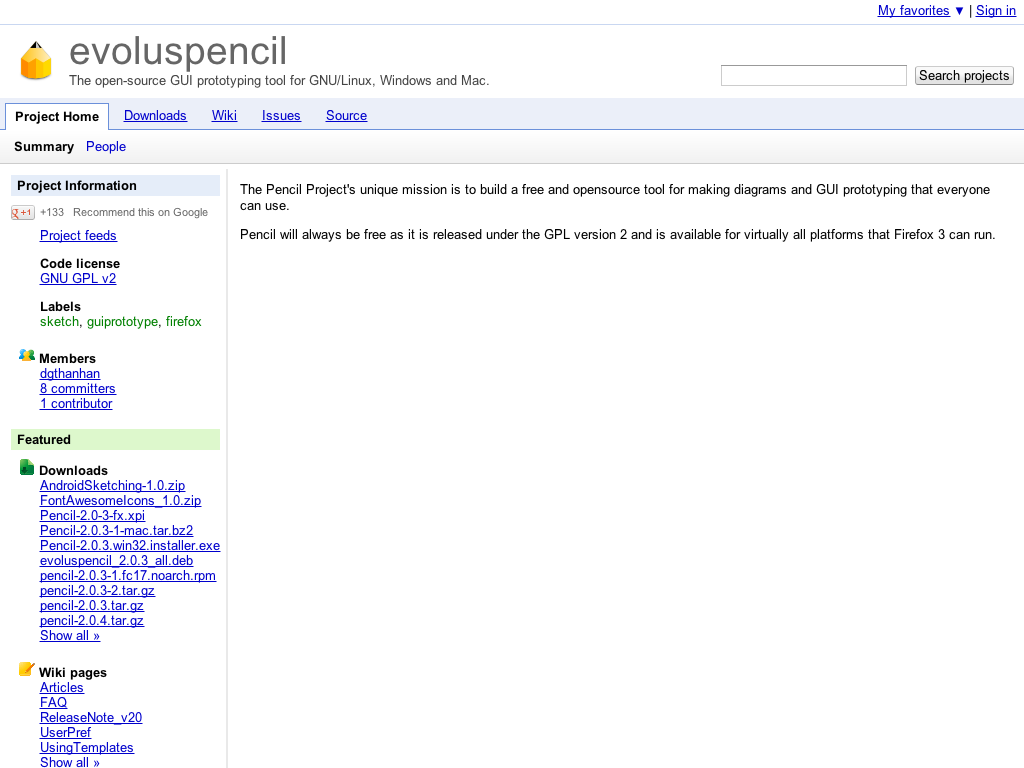 My favorites ▼ | Sign in
evoluspencil
The open-source GUI prototyping tool for GNU/Linux, Windows and Mac.
Search projects
Project Home Downloads Wiki Issues Source
Summary People
Project Information
+1 +133 Recommend this on Google
Project feeds
Code license
GNU GPL v2
Labels
sketch, guiprototype, firefox
Members
dgthanhan
8 committers
1 contributor
Featured
Downloads
AndroidSketching-1.0.zip
FontAwesomeIcons_1.0.zip
Pencil-2.0-3-fx.xpi
Pencil-2.0.3-1-mac.tar.bz2
Pencil-2.0.3.win32.installer.exe
evoluspencil_2.0.3_all.deb
pencil-2.0.3-1.fc17.noarch.rpm
pencil-2.0.3-2.tar.gz
pencil-2.0.3.tar.gz
pencil-2.0.4.tar.gz
Show all »
Wiki pages
Articles
FAQ
ReleaseNote_v20
UserPref
UsingTemplates
Show all »
The Pencil Project's unique mission is to build a free and opensource tool for making diagrams and GUI prototyping that everyone
can use.
Pencil will always be free as it is released under the GPL version 2 and is available for virtually all platforms that Firefox 3 can run.